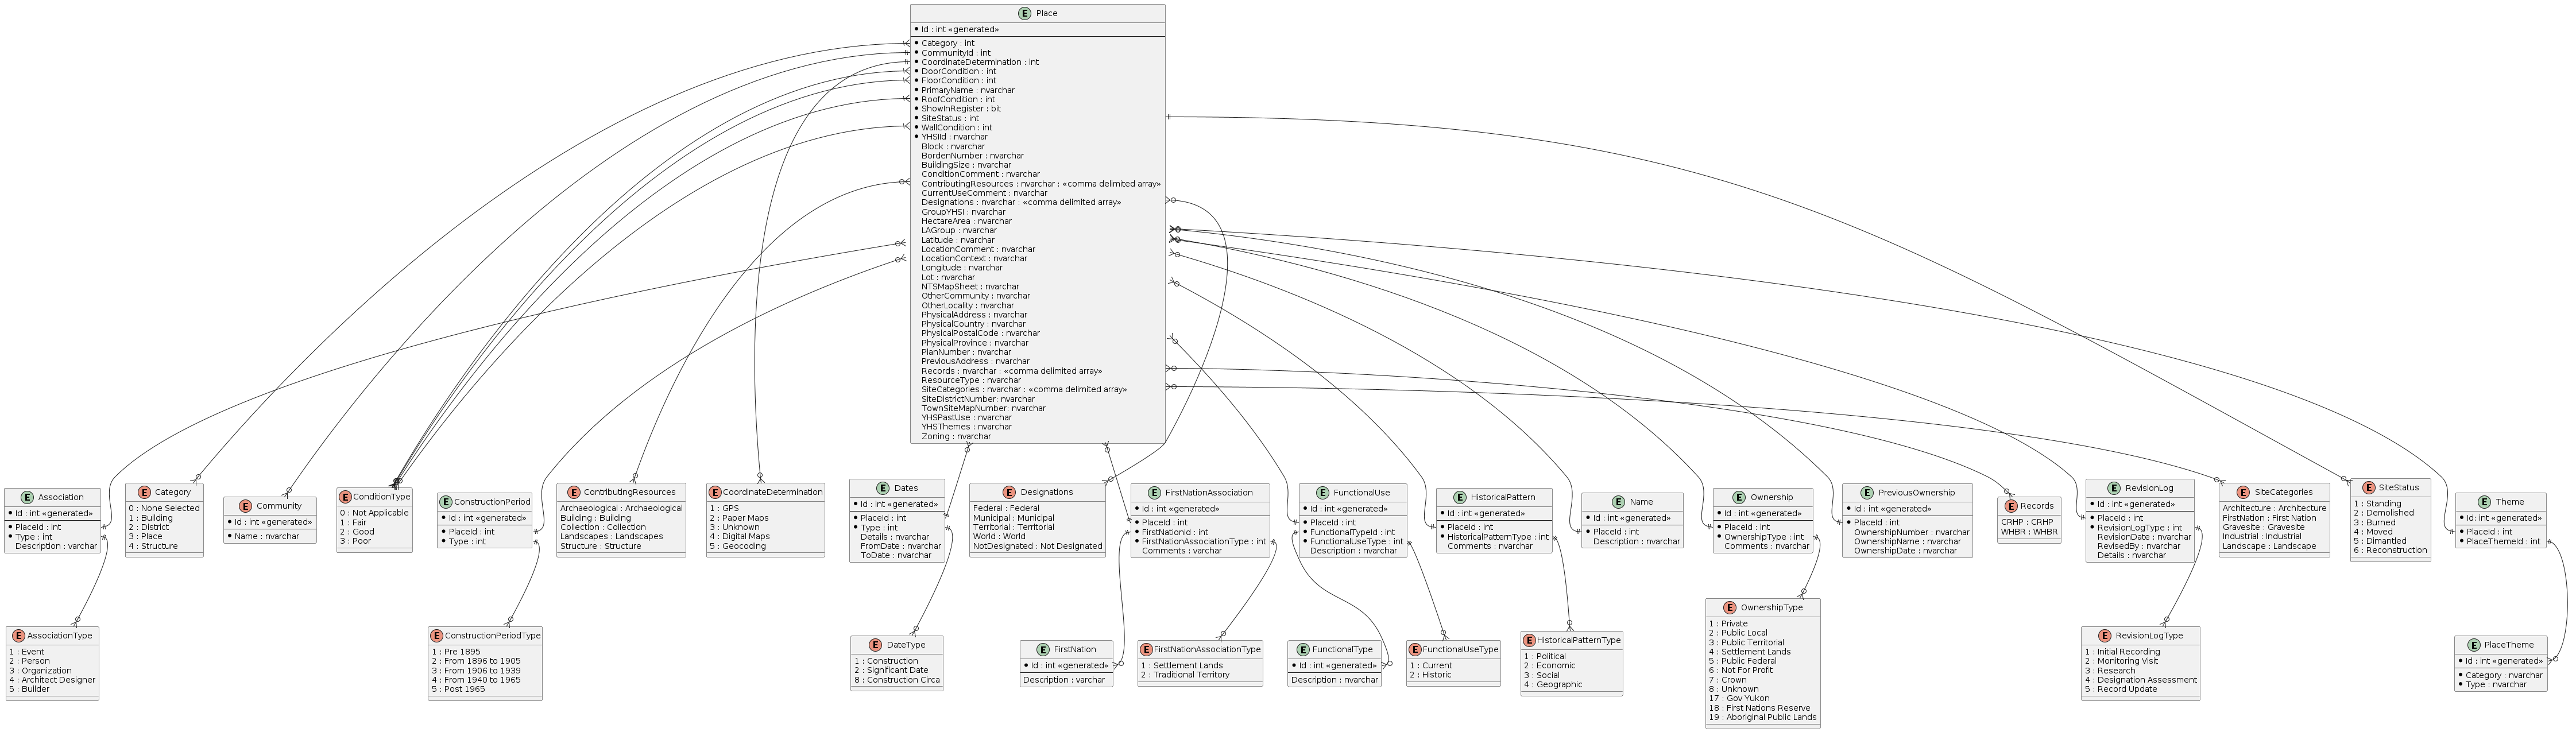 E Place
Id : int «generated»
Category : int
CommunityId : int
CoordinateDetermination : int
DoorCondition : int
FloorCondition : int
PrimaryName : nvarchar
RoofCondition : int
ShowInRegister : bit
SiteStatus : int
WallCondition : int
YHSIId : nvarchar
Block : nvarchar
BordenNumber : nvarchar
BuildingSize : nvarchar
ConditionComment : nvarchar
ContributingResources : nvarchar : «comma delimited array»
CurrentUseComment : nvarchar
Designations : nvarchar : «comma delimited array»
GroupYHSI : nvarchar
HectareArea : nvarchar
LAGroup : nvarchar
Latitude : nvarchar
LocationComment : nvarchar
LocationContext : nvarchar
Longitude : nvarchar
Lot : nvarchar
NTSMapSheet : nvarchar
OtherCommunity : nvarchar
OtherLocality : nvarchar
PhysicalAddress : nvarchar
PhysicalCountry : nvarchar
PhysicalPostalCode : nvarchar
PhysicalProvince : nvarchar
PlanNumber : nvarchar
PreviousAddress : nvarchar
Records : nvarchar : «comma delimited array»
ResourceType : nvarchar
SiteCategories : nvarchar : «comma delimited array»
SiteDistrictNumber: nvarchar
TownSiteMapNumber: nvarchar
YHSPastUse : nvarchar
YHSThemes : nvarchar
Zoning : nvarchar
E Association
Id : int «generated»
PlaceId : int
Type : int
Description : varchar
E Category
0 : None Selected
1 : Building
2 : District
3 : Place
4 : Structure
E Community
Id : int «generated»
Name : nvarchar
E ConditionType
0 : Not Applicable
1 : Fair
2 : Good
3 : Poor
E ConstructionPeriod
Id : int «generated»
PlaceId : int
Type : int
E ContributingResources
Archaeological : Archaeological
Building : Building
Collection : Collection
Landscapes : Landscapes
Structure : Structure
E CoordinateDetermination
1 : GPS
2 : Paper Maps
3 : Unknown
4 : Digital Maps
5 : Geocoding
E Dates
Id : int «generated»
PlaceId : int
Type : int
Details : nvarchar
FromDate : nvarchar
ToDate : nvarchar
E Designations
Federal : Federal
Municipal : Municipal
Territorial : Territorial
World : World
NotDesignated : Not Designated
E FirstNationAssociation
Id : int «generated»
PlaceId : int
FirstNationId : int
FirstNationAssociationType : int
Comments : varchar
E FunctionalUse
Id : int «generated»
PlaceId : int
FunctionalTypeId : int
FunctionalUseType : int
Description : nvarchar
E HistoricalPattern
Id : int «generated»
PlaceId : int
HistoricalPatternType : int
Comments : nvarchar
E Name
Id : int «generated»
PlaceId : int
Description : nvarchar
E Ownership
Id : int «generated»
PlaceId : int
OwnershipType : int
Comments : nvarchar
E PreviousOwnership
Id : int «generated»
PlaceId : int
OwnershipNumber : nvarchar
OwnershipName : nvarchar
OwnershipDate : nvarchar
E Records
CRHP : CRHP
WHBR : WHBR
E RevisionLog
Id : int «generated»
PlaceId : int
RevisionLogType : int
RevisionDate : nvarchar
RevisedBy : nvarchar
Details : nvarchar
E SiteCategories
Architecture : Architecture
FirstNation : First Nation
Gravesite : Gravesite
Industrial : Industrial
Landscape : Landscape
E SiteStatus
1 : Standing
2 : Demolished
3 : Burned
4 : Moved
5 : Dimantled
6 : Reconstruction
E Theme
Id : int «generated»
PlaceId : int
PlaceThemeId : int
E AssociationType
1 : Event
2 : Person
3 : Organization
4 : Architect Designer
5 : Builder
E ConstructionPeriodType
1 : Pre 1895
2 : From 1896 to 1905
3 : From 1906 to 1939
4 : From 1940 to 1965
5 : Post 1965
E DateType
1 : Construction
2 : Significant Date
8 : Construction Circa
E FirstNation
Id : int «generated»
Description : varchar
E FirstNationAssociationType
1 : Settlement Lands
2 : Traditional Territory
E FunctionalType
Id : int «generated»
Description : nvarchar
E FunctionalUseType
1 : Current
2 : Historic
E HistoricalPatternType
1 : Political
2 : Economic
3 : Social
4 : Geographic
E OwnershipType
1 : Private
2 : Public Local
3 : Public Territorial
4 : Settlement Lands
5 : Public Federal
6 : Not For Profit
7 : Crown
8 : Unknown
17 : Gov Yukon
18 : First Nations Reserve
19 : Aboriginal Public Lands
E RevisionLogType
1 : Initial Recording
2 : Monitoring Visit
3 : Research
4 : Designation Assessment
5 : Record Update
E PlaceTheme
Id : int «generated»
Category : nvarchar
Type : nvarchar